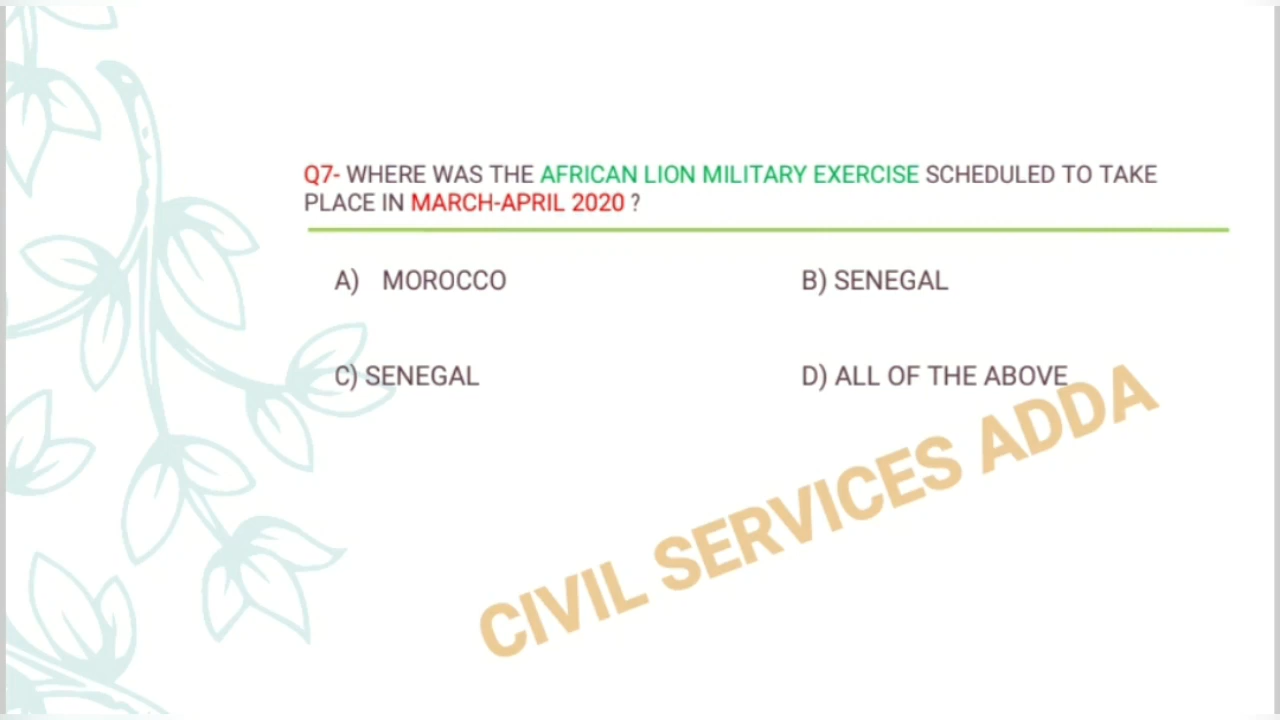 Q7- WHERE WAS THE AFRICAN LION MILITARY EXERCISE SCHEDULED TO TAKE
PLACE IN MARCH-APRIL 2020 ?
A) MOROCCO
B) SENEGAL
C) SENEGAL
D) ALL OF THE ABOVE
CIVIL SERVICES ADDA